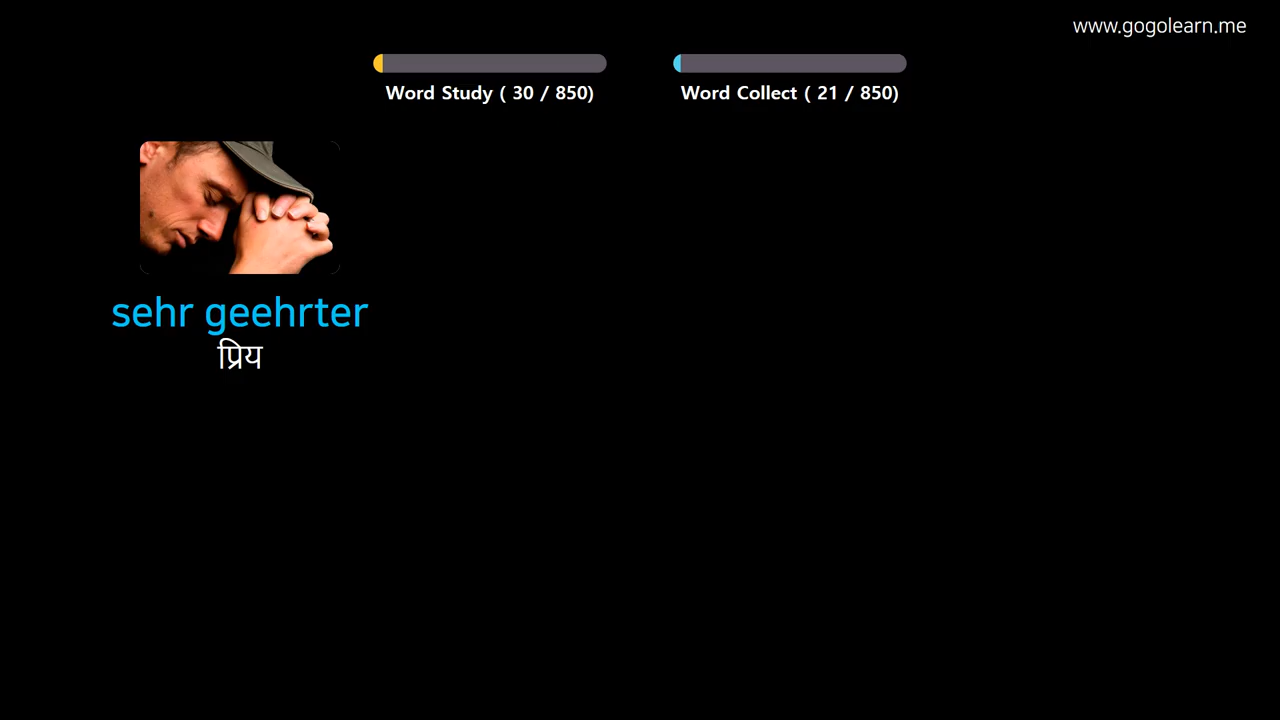 www.gogolearn.me
Word Study ( 30 / 850)
Word Collect ( 21 / 850)
sehr geehrter
प्रिय